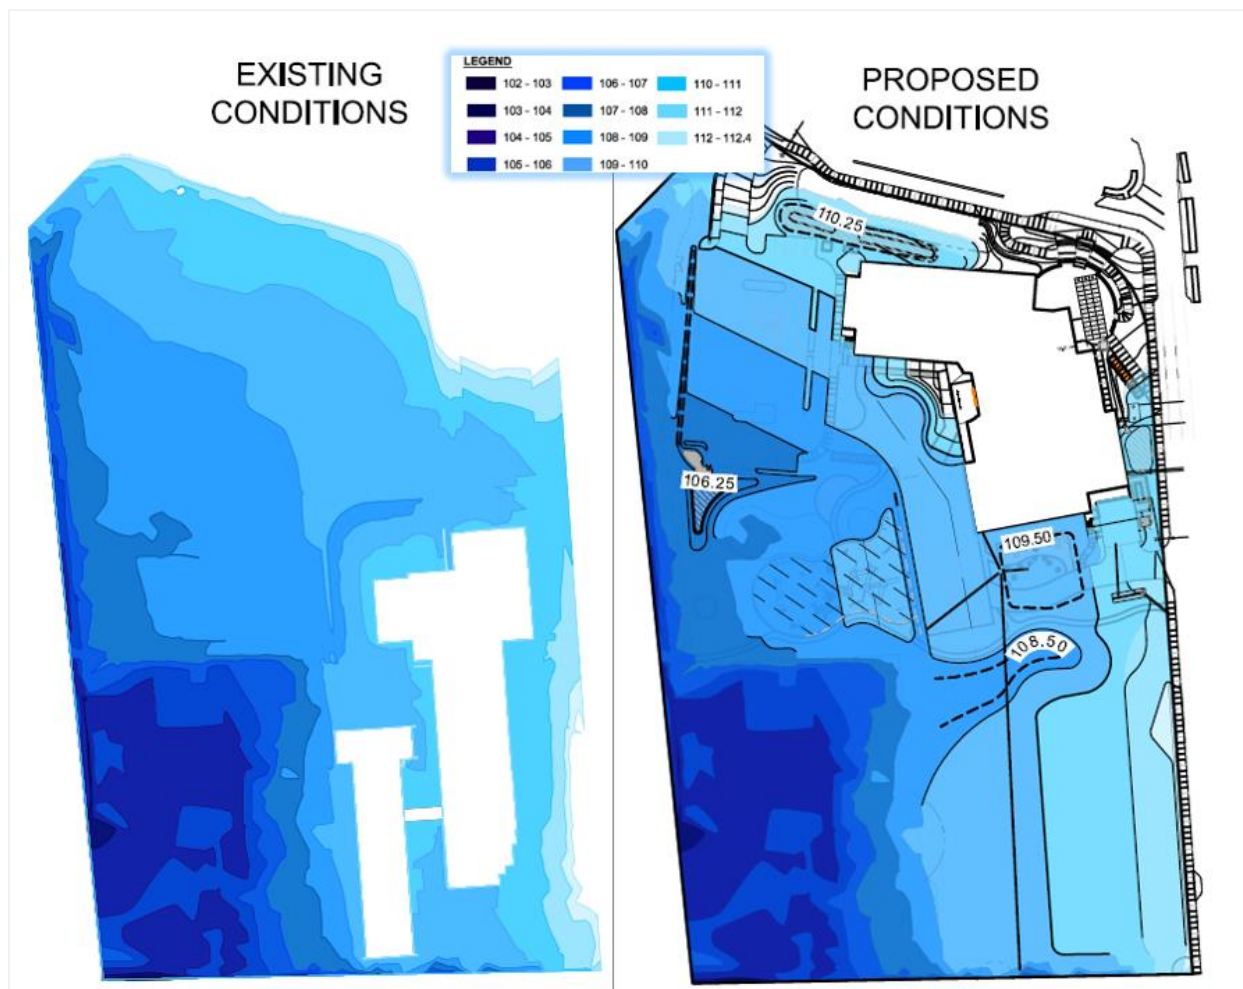 EXISTING
CONDITIONS
LEGEND
102 - 103
106 - 107
110 - 111
103 - 104
107 - 108
111 - 112
104 - 105
108 - 109
112 - 112.4
105 - 106
109 - 110
PROPOSED
CONDITIONS
110.25
106.25
109.50
108.50